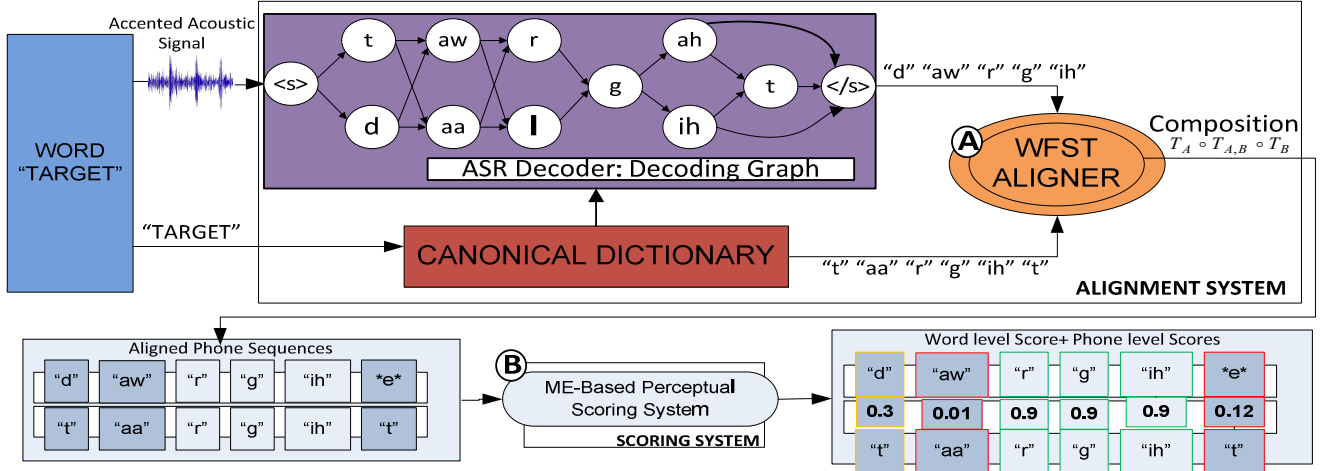 Accented Acoustic
Signal
WORD
“TARGET”
<s>
t
d
aw
aa
r
l
g
ah
ih
t
</s>
ASR Decoder: Decoding Graph
“TARGET”
CANONICAL DICTIONARY
“d” “aw” “r” “g” “ih”
“t” “aa” “r” “g” “ih” “t”
A
WFST
ALIGNER
Composition
T_A ∘ T_{A,B} ∘ T_B
ALIGNMENT SYSTEM
Aligned Phone Sequences
“d” “aw” “r” “g” “ih” *e*
“t” “aa” “r” “g” “ih” “t”
B
ME-Based Perceptual
Scoring System
SCORING SYSTEM
Word level Score+ Phone level Scores
“d” “aw” “r” “g” “ih” *e*
0.3 0.01 0.9 0.9 0.9 0.12
“t” “aa” “r” “g” “ih” “t”